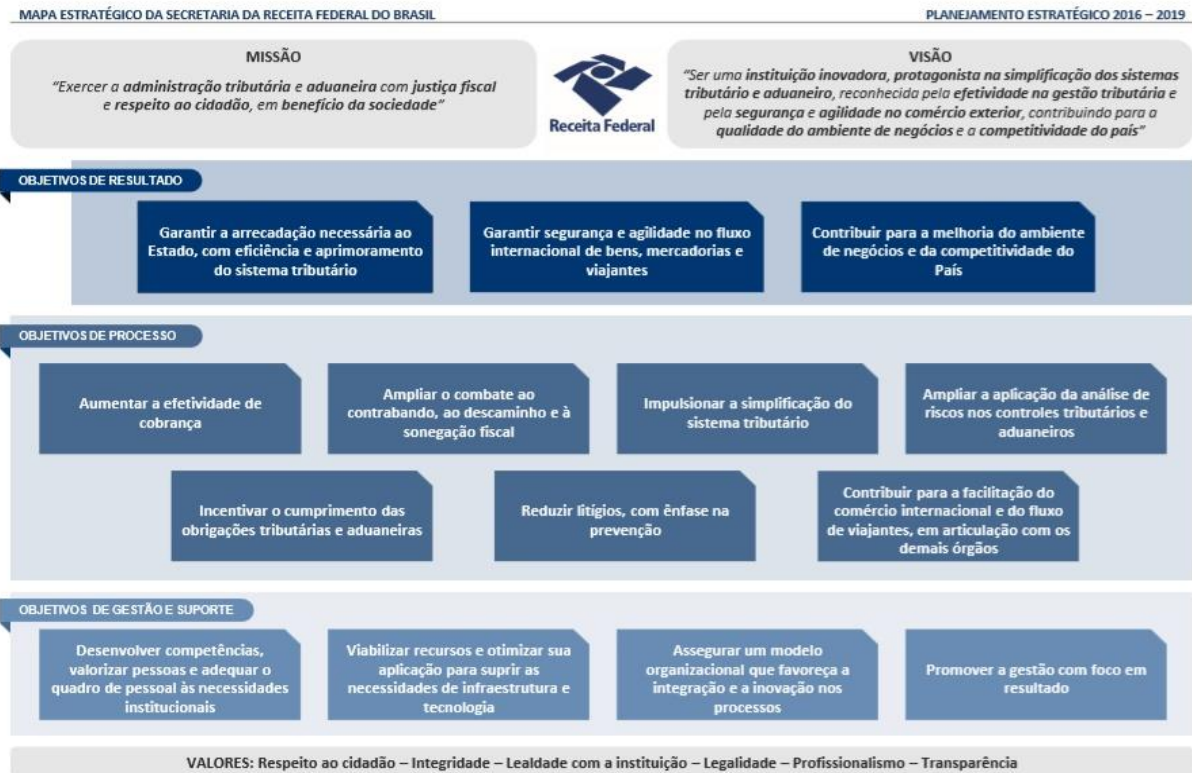 MAPA ESTRATÉGICO DA SECRETARIA DA RECEITA FEDERAL DO BRASIL
PLANEJAMENTO ESTRATÉGICO 2016 – 2019
MISSÃO
"Exercer a administração tributária e aduaneira com justiça fiscal
e respeito ao cidadão, em benefício da sociedade"
Receita Federal
VISÃO
"Ser uma instituição inovadora, protagonista na simplificação dos sistemas
tributário e aduaneiro, reconhecida pela efetividade na gestão tributária e
pela segurança e agilidade no comércio exterior, contribuindo para a
qualidade do ambiente de negócios e a competitividade do país"
OBJETIVOS DE RESULTADO
Garantir a arrecadação necessária ao
Estado, com eficiência e aprimoramento
do sistema tributário
Garantir segurança e agilidade no fluxo
internacional de bens, mercadorias e
viajantes
Contribuir para a melhoria do ambiente
de negócios e da competitividade do
País
OBJETIVOS DE PROCESSO
Aumentar a efetividade de
cobrança
Ampliar o combate ao
contrabando, ao descaminho e à
sonegação fiscal
Impulsionar a simplificação do
sistema tributário
Ampliar a aplicação da análise de
riscos nos controles tributários e
aduaneiros
Incentivar o cumprimento das
obrigações tributárias e aduaneiras
Reduzir litígios, com ênfase na
prevenção
Contribuir para a facilitação do
comércio internacional e do fluxo
de viajantes, em articulação com os
demais órgãos
OBJETIVOS DE GESTÃO E SUPORTE
Desenvolver competências,
valorizar pessoas e adequar o
quadro de pessoal às necessidades
institucionais
Viabilizar recursos e otimizar sua
aplicação para suprir as
necessidades de infraestrutura e
tecnologia
Assegurar um modelo
organizacional que favoreça a
integração e a inovação nos
processos
Promover a gestão com foco em
resultado
VALORES: Respeito ao cidadão – Integridade – Lealdade com a instituição – Legalidade – Profissionalismo – Transparência